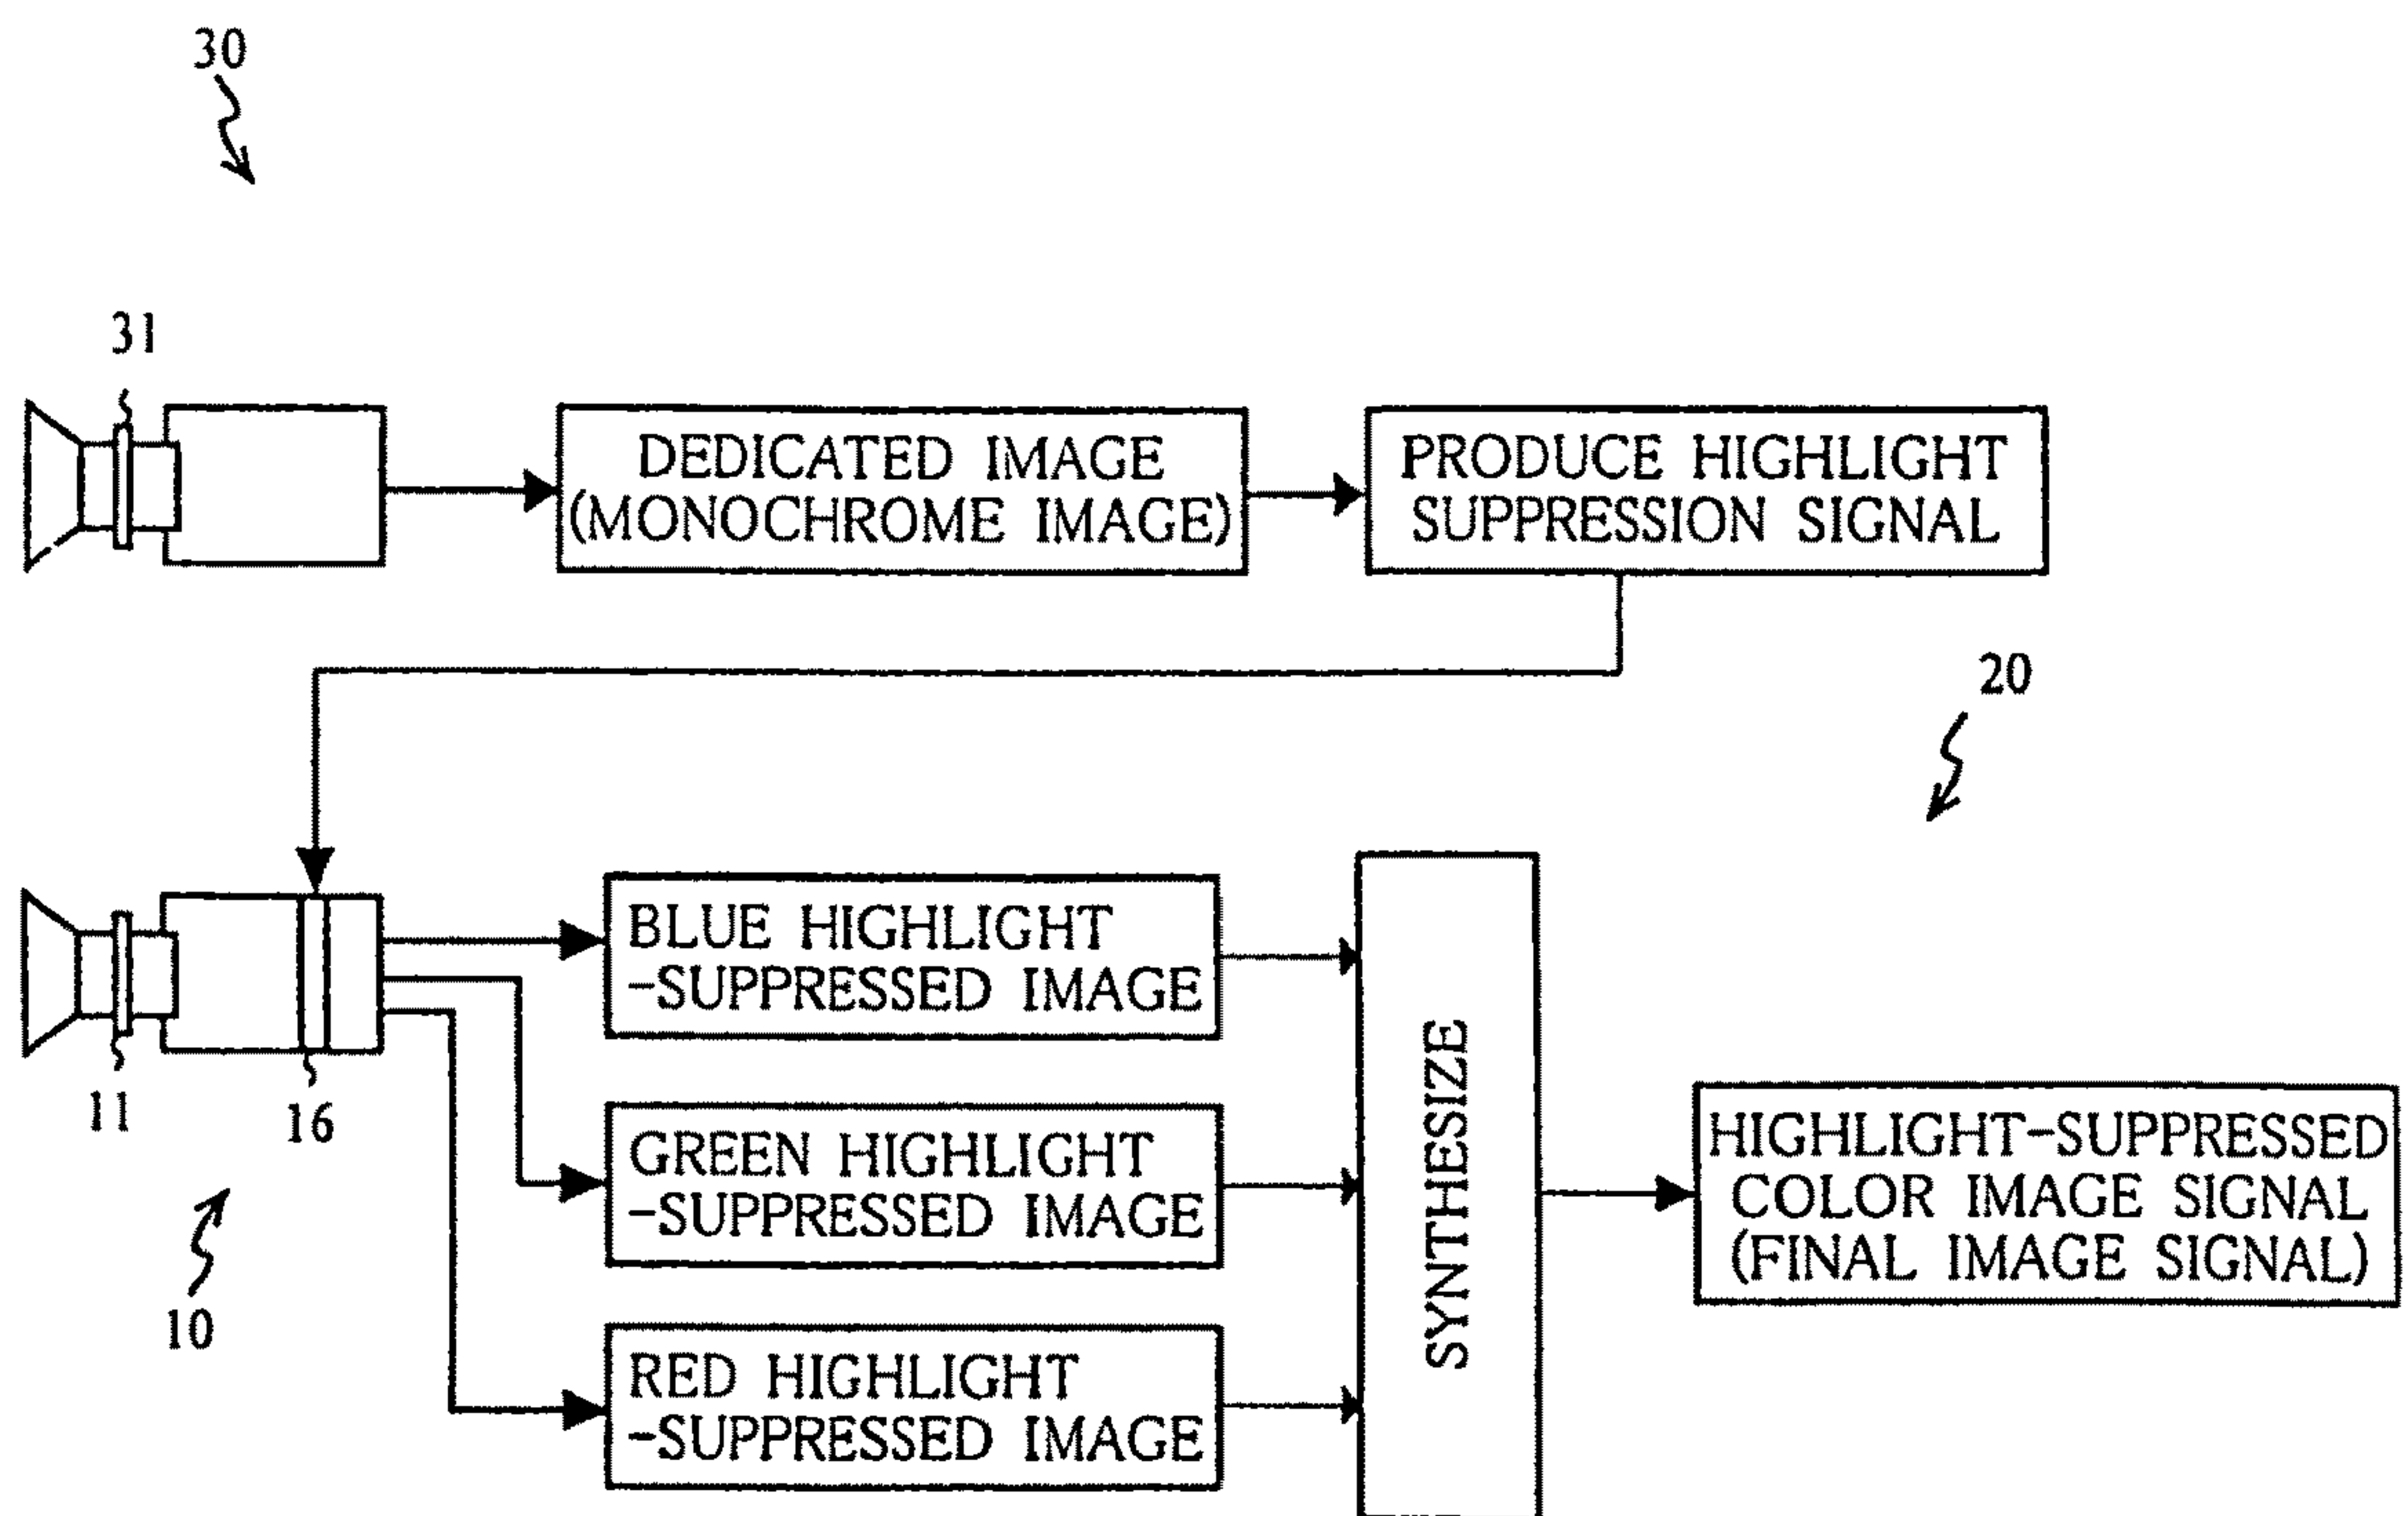 30
31
DEDICATED IMAGE
(MONOCHROME IMAGE)
PRODUCE HIGHLIGHT
SUPPRESSION SIGNAL
20
BLUE HIGHLIGHT
-SUPPRESSED IMAGE
11
16
10
GREEN HIGHLIGHT
-SUPPRESSED IMAGE
RED HIGHLIGHT
-SUPPRESSED IMAGE
SYNTHESIZE
HIGHLIGHT-SUPPRESSED
COLOR IMAGE SIGNAL
(FINAL IMAGE SIGNAL)